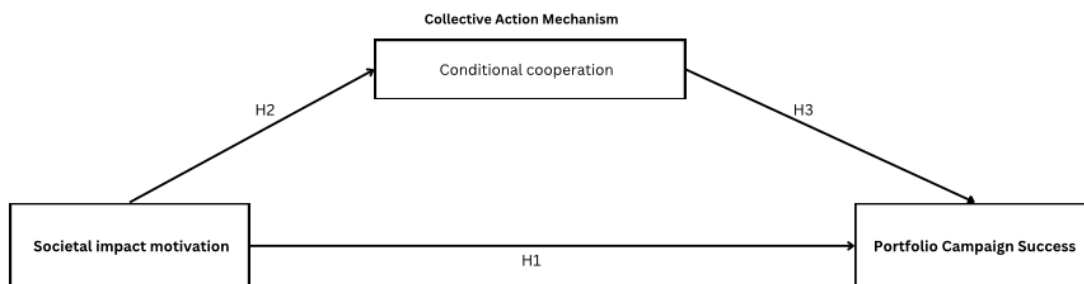 Collective Action Mechanism
Conditional cooperation
H2
H3
Societal impact motivation
Portfolio Campaign Success
H1